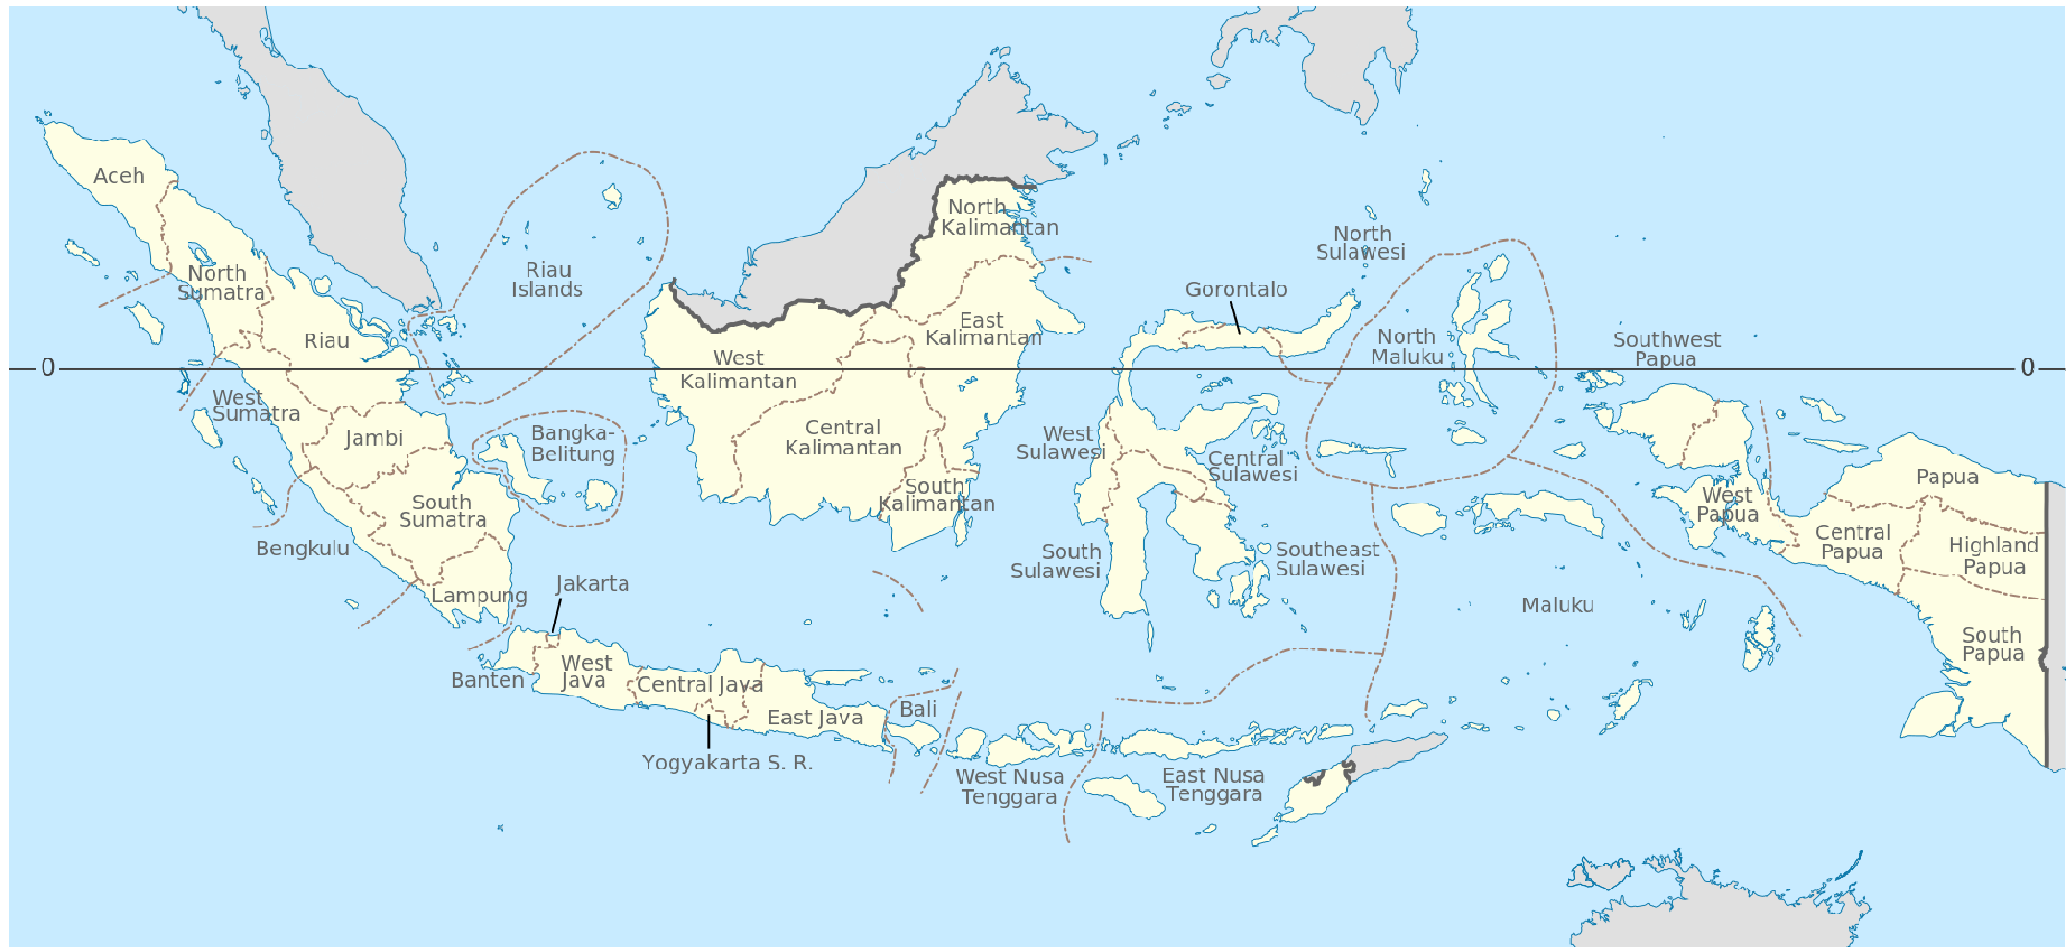 Aceh
North
Sumatra
Riau
Riau
Islands
0
West
Sumatra
Jambi
Bangka-
Belitung
South
Sumatra
Bengkulu
Lampung
Jakarta
Banten
West
Java
Central Java
East Java
Yogyakarta S. R.
Bali
West Nusa
Tenggara
East Nusa
Tenggara
North
Kalimantan
East
Kalimantan
West
Kalimantan
Central
Kalimantan
South
Kalimantan
North
Sulawesi
Gorontalo
West
Sulawesi
Central
Sulawesi
South
Sulawesi
Southeast
Sulawesi
North
Maluku
Maluku
Southwest
Papua
0
West
Papua
Papua
Central
Papua
Highland
Papua
South
Papua